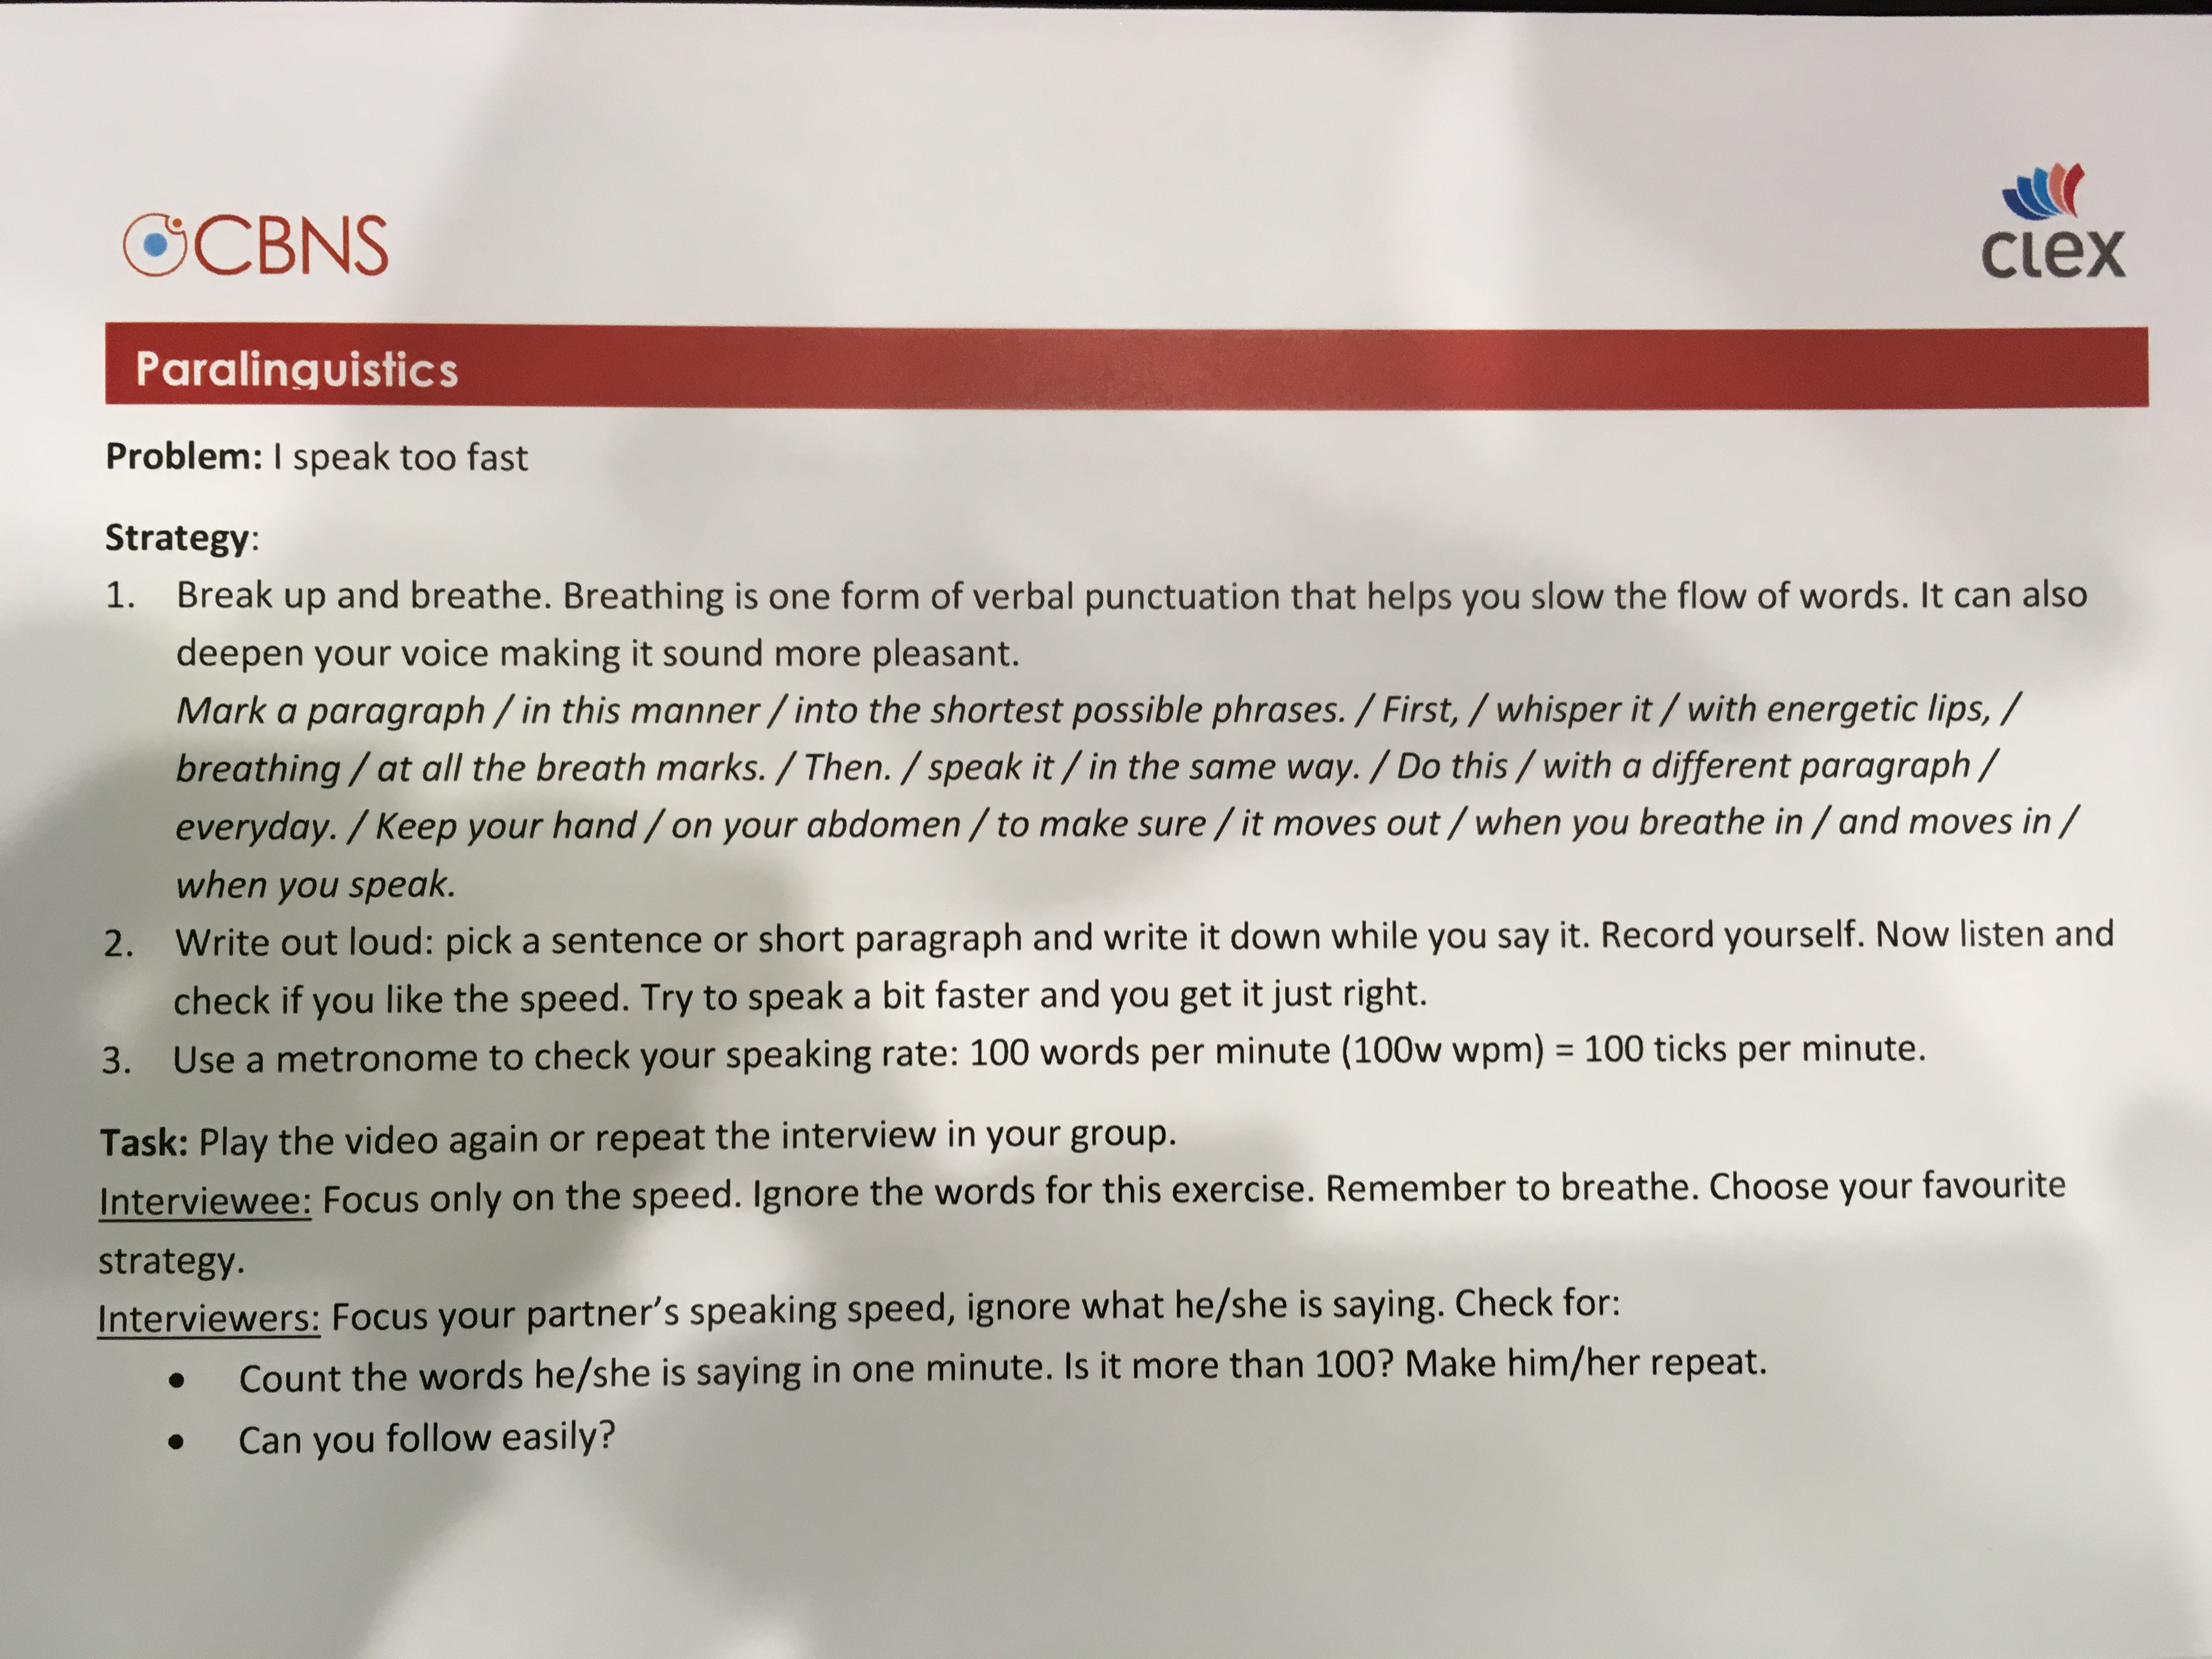 CBNS
CLEX
Paralinguistics
Problem: I speak too fast
Strategy:
1. Break up and breathe. Breathing is one form of verbal punctuation that helps you slow the flow of words. It can also
deepen your voice making it sound more pleasant.
Mark a paragraph / in this manner / into the shortest possible phrases. / First, / whisper it / with energetic lips, /
breathing / at all the breath marks. / Then. / speak it / in the same way. / Do this / with a different paragraph /
everyday. / Keep your hand / on your abdomen / to make sure / it moves out / when you breathe in / and moves in /
when you speak.
2. Write out loud: pick a sentence or short paragraph and write it down while you say it. Record yourself. Now listen and
check if you like the speed. Try to speak a bit faster and you get it just right.
3. Use a metronome to check your speaking rate: 100 words per minute (100w wpm) = 100 ticks per minute.
Task: Play the video again or repeat the interview in your group.
Interviewee: Focus only on the speed. Ignore the words for this exercise. Remember to breathe. Choose your favourite
strategy.
Interviewers: Focus your partner's speaking speed, ignore what he/she is saying. Check for:
• Count the words he/she is saying in one minute. Is it more than 100? Make him/her repeat.
• Can you follow easily?